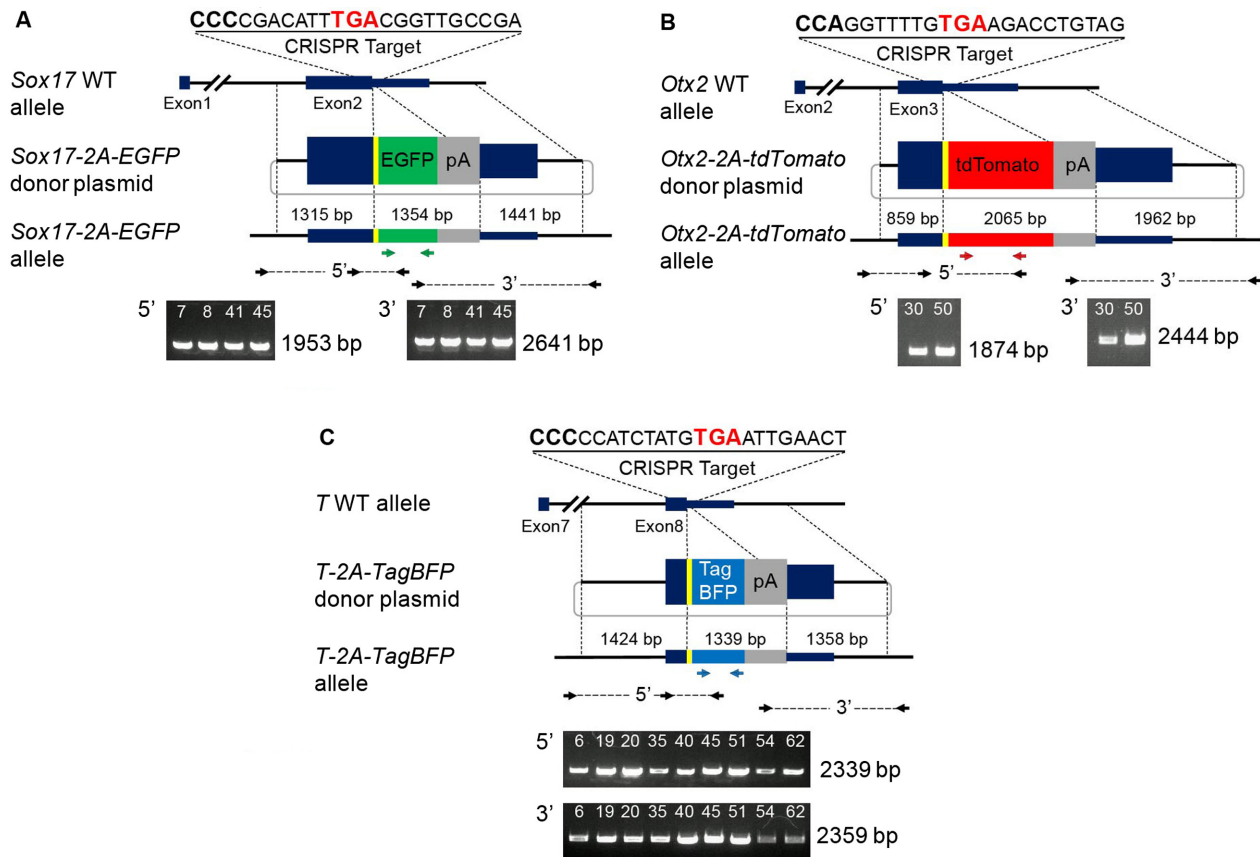 A
CCCCGACATTTGACGGTTGCCGA
CRISPR Target
Sox17 WT
allele
Exon1
Exon2
Sox17-2A-EGFP
donor plasmid
EGFP
pA
1315 bp
1354 bp
1441 bp
Sox17-2A-EGFP
allele
5’
3’
5’
7 8 41 45
1953 bp
3’
7 8 41 45
2641 bp
B
CCAGGTTTTGTGAAGACCTGTAG
CRISPR Target
Otx2 WT
allele
Exon2
Exon3
Otx2-2A-tdTomato
donor plasmid
tdTomato
pA
859 bp
2065 bp
1962 bp
Otx2-2A-tdTomato
allele
5’
3’
5’
30 50
1874 bp
3’
30 50
2444 bp
C
CCCCCATCTATGTGAATTGAACT
CRISPR Target
T WT allele
Exon7
Exon8
T-2A-TagBFP
donor plasmid
Tag
BFP
pA
1424 bp
1339 bp
1358 bp
T-2A-TagBFP
allele
5’
3’
5’
6 19 20 35 40 45 51 54 62
2339 bp
3’
6 19 20 35 40 45 51 54 62
2359 bp